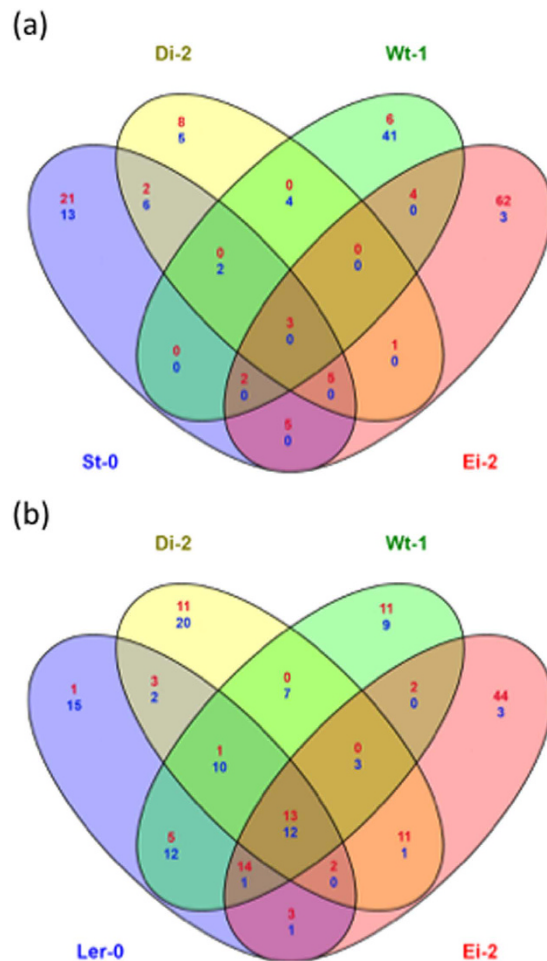 (a)
Di-2 Wt-1
8 6
5 41
2 0 4 62
21 6 4 0 3
13
0 0
2 0
3
0 0 1
0 2 5 0
0 0
5
0
St-0 Ei-2
(b)
Di-2 Wt-1
11 11
20 9
3 0 2 44
1 2 7 0 3
15
1 0
10 3
13
5 12 11
12 14 2 1
1 0
3
1
Ler-0 Ei-2